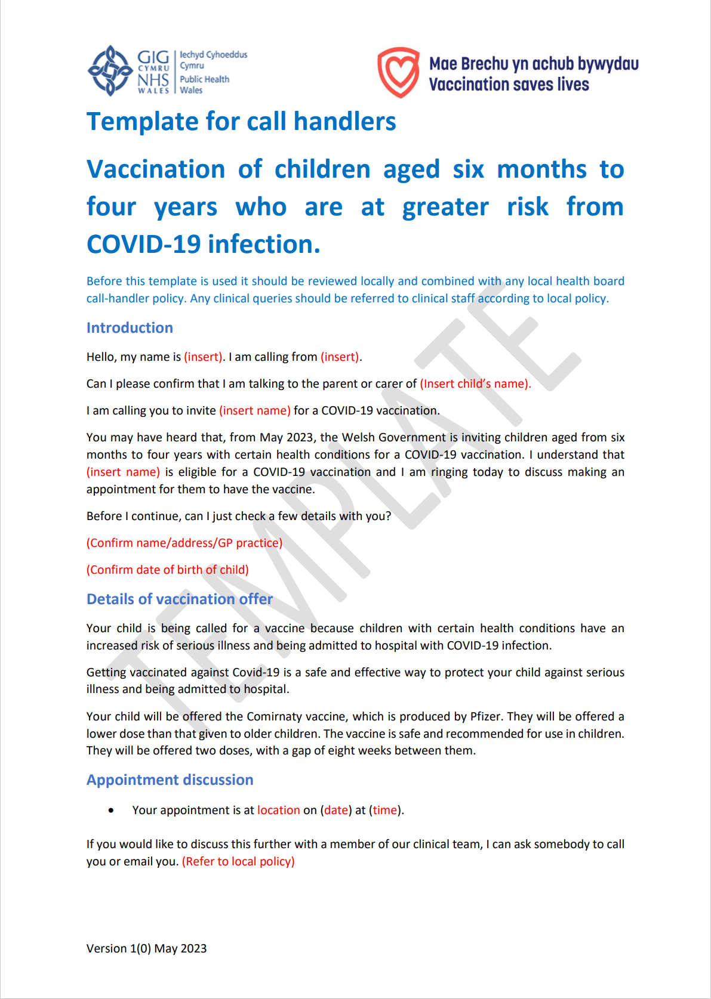 GIG
CYMRU
NHS
WALES
Iechyd Cyhoeddus
Cymru
Public Health
Wales
Mae Brechu yn achub bywydau
Vaccination saves lives
Template for call handlers
Vaccination of children aged six months to
four years who are at greater risk from
COVID-19 infection.
Before this template is used it should be reviewed locally and combined with any local health board
call-handler policy. Any clinical queries should be referred to clinical staff according to local policy.
Introduction
Hello, my name is (insert). I am calling from (insert).
Can I please confirm that I am talking to the parent or carer of (Insert child’s name).
I am calling you to invite (insert name) for a COVID-19 vaccination.
You may have heard that, from May 2023, the Welsh Government is inviting children aged from six
months to four years with certain health conditions for a COVID-19 vaccination. I understand that
(insert name) is eligible for a COVID-19 vaccination and I am ringing today to discuss making an
appointment for them to have the vaccine.
Before I continue, can I just check a few details with you?
(Confirm name/address/GP practice)
(Confirm date of birth of child)
Details of vaccination offer
Your child is being called for a vaccine because children with certain health conditions have an
increased risk of serious illness and being admitted to hospital with COVID-19 infection.
Getting vaccinated against Covid-19 is a safe and effective way to protect your child against serious
illness and being admitted to hospital.
Your child will be offered the Comirnaty vaccine, which is produced by Pfizer. They will be offered a
lower dose than that given to older children. The vaccine is safe and recommended for use in children.
They will be offered two doses, with a gap of eight weeks between them.
Appointment discussion
• Your appointment is at location on (date) at (time).
If you would like to discuss this further with a member of our clinical team, I can ask somebody to call
you or email you. (Refer to local policy)
Version 1(0) May 2023
TEMPLATE